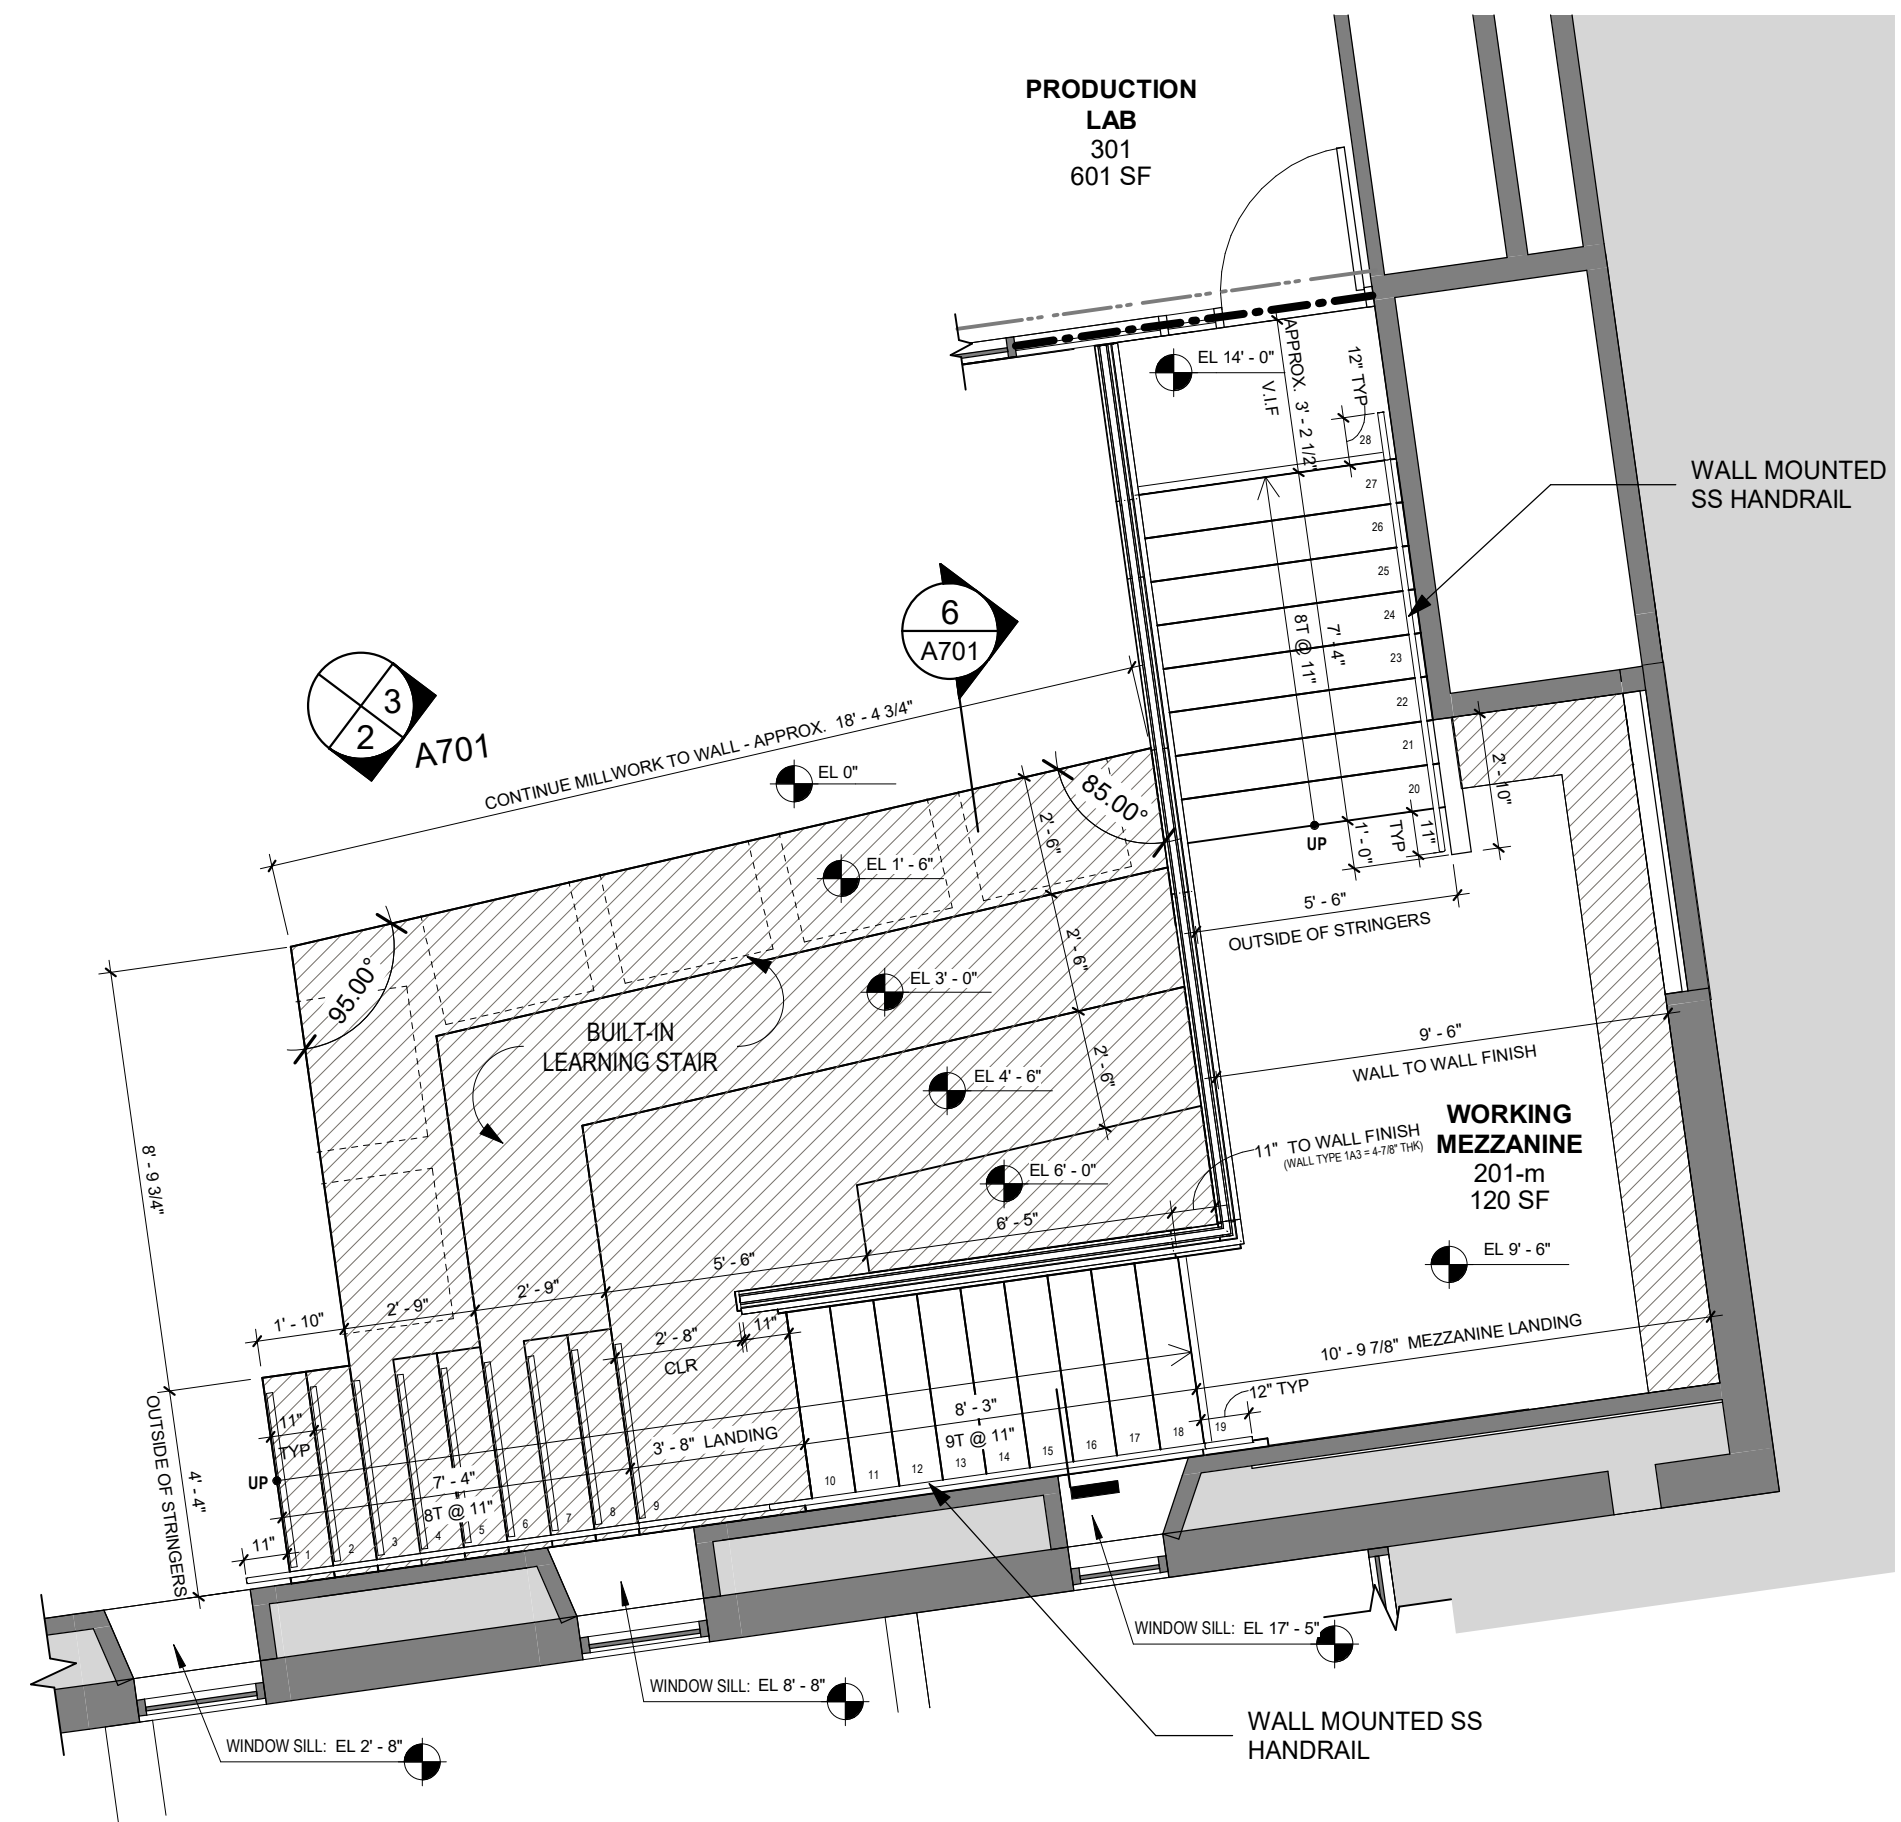 PRODUCTION
LAB
301
601 SF
EL 14' - 0"
APPROX. 3' - 2 1/2"
V.I.F
12" TYP
28
27
26
25
24
23
22
21
20
WALL MOUNTED
SS HANDRAIL
8T @ 11"
7' - 4"
UP
1' - 0"
TYP
11"
2' - 10"
5' - 6"
OUTSIDE OF STRINGERS
9' - 6"
WALL TO WALL FINISH
6
A701
3
2
A701
CONTINUE MILLWORK TO WALL - APPROX. 18' - 4 3/4"
EL 0"
85.00°
2' - 6"
EL 1' - 6"
95.00°
2' - 6"
EL 3' - 0"
BUILT-IN
LEARNING STAIR
2' - 6"
EL 4' - 6"
EL 6' - 0"
11" TO WALL FINISH
(WALL TYPE 1A3 = 4-7/8" THK)
WORKING
MEZZANINE
201-m
120 SF
EL 9' - 6"
10' - 9 7/8" MEZZANINE LANDING
12" TYP
8' - 9 3/4"
6' - 5"
5' - 6"
2' - 9"
2' - 9"
1' - 10"
2' - 8"
CLR
11"
8' - 3"
9T @ 11"
3' - 8" LANDING
OUTSIDE OF STRINGERS
4' - 4"
11"
TYP
UP
7' - 4"
8T @ 11"
11"
1
2
3
4
5
6
7
8
9
10
11
12
13
14
15
16
17
18
19
WINDOW SILL: EL 17' - 5"
WINDOW SILL: EL 8' - 8"
WINDOW SILL: EL 2' - 8"
WALL MOUNTED SS
HANDRAIL